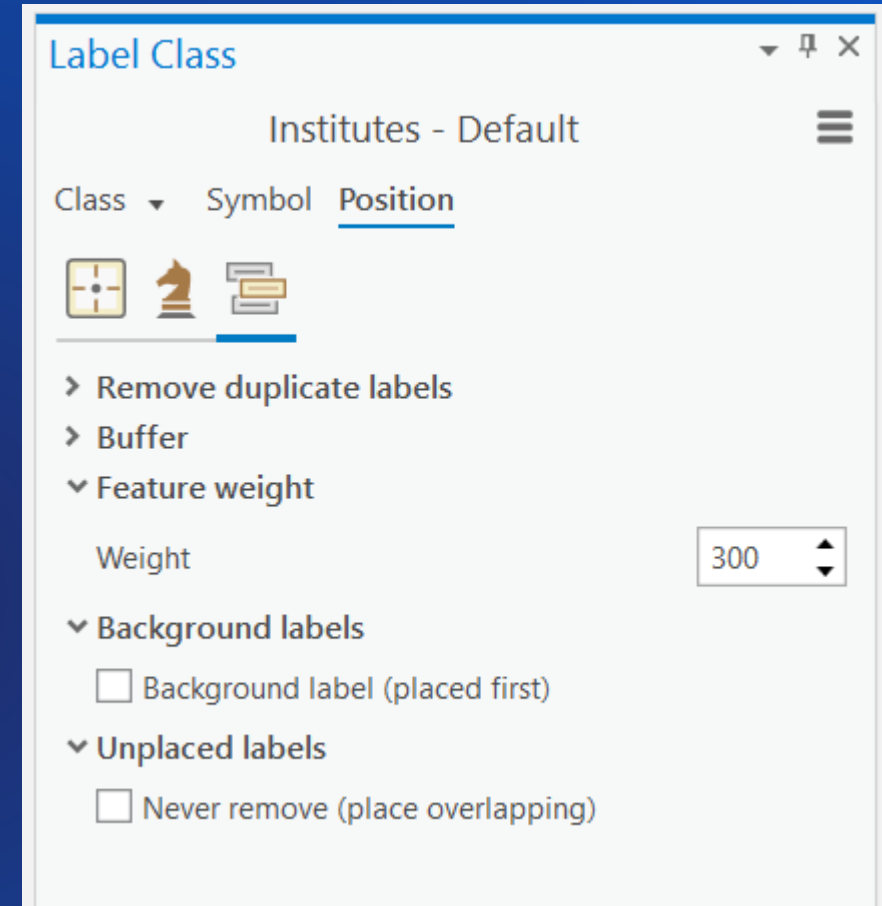 Label Class
Institutes - Default
Class Symbol Position
Remove duplicate labels
Buffer
Feature weight
Weight 300
Background labels
Background label (placed first)
Unplaced labels
Never remove (place overlapping)